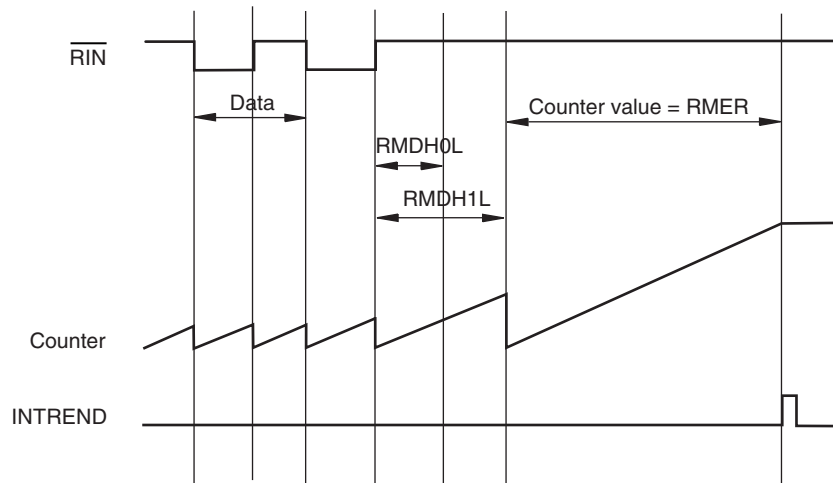 RIN
Data
Counter value = RMER
RMDH0L
RMDH1L
Counter
INTREND